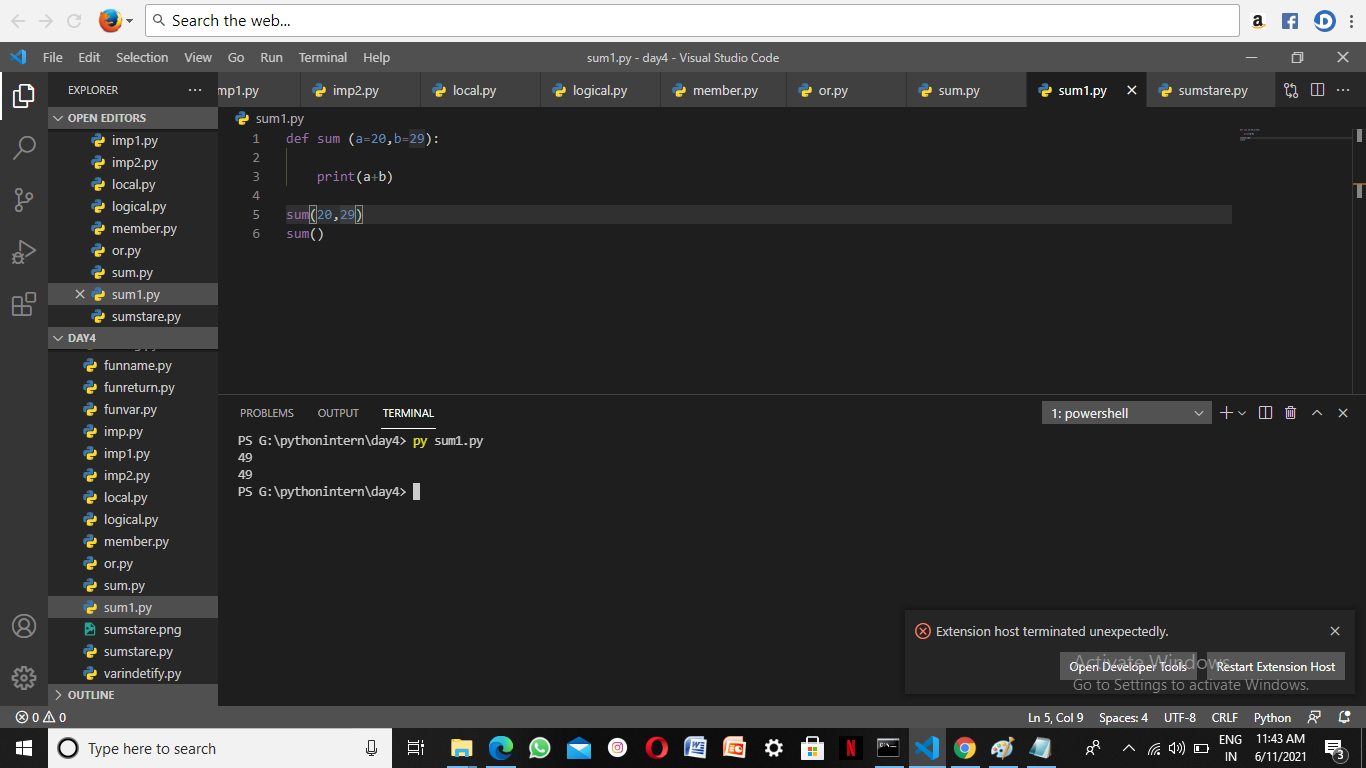 Search the web...
File Edit Selection View Go Run Terminal Help
sum1.py - day4 - Visual Studio Code
EXPLORER
mp1.py imp2.py local.py logical.py member.py or.py sum.py sum1.py sumstare.py
OPEN EDITORS
imp1.py
imp2.py
local.py
logical.py
member.py
or.py
sum.py
sum1.py
sumstare.py
DAY4
funname.py
funreturn.py
funvar.py
imp.py
imp1.py
imp2.py
local.py
logical.py
member.py
or.py
sum.py
sum1.py
sumstare.png
sumstare.py
varindetify.py
OUTLINE
sum1.py
1 def sum (a=20,b=29):
2
3 print(a+b)
4
5 sum(20,29)
6 sum()
PROBLEMS OUTPUT TERMINAL
1: powershell
PS G:\pythonintern\day4> py sum1.py
49
49
PS G:\pythonintern\day4>
Extension host terminated unexpectedly.
Open Developer Tools Restart Extension Host
Activate Windows
Go to Settings to activate Windows.
0 0 Ln 5, Col 9 Spaces: 4 UTF-8 CRLF Python
Type here to search
ENG
IN
11:43 AM
6/11/2021
3